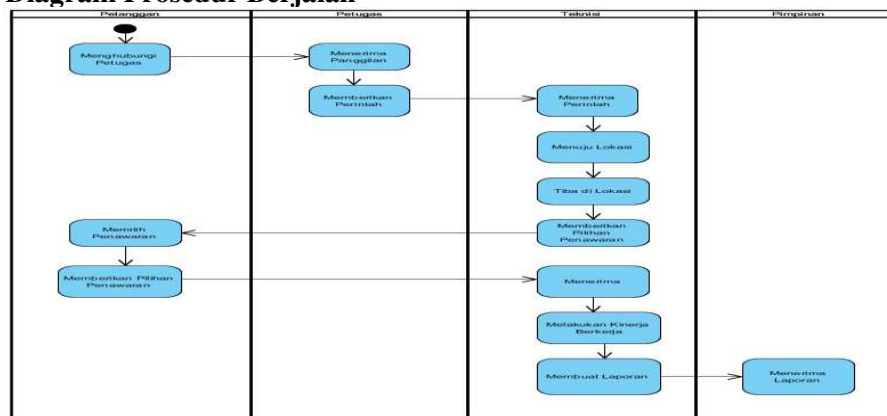 Diagram Prosedur Berjalan
Pelanggan
Petugas
Teknisi
Pimpinan
Menghubungi
Petugas
Menerima
Panggilan
Memberikan
Perintah
Menerima
Perintah
Menuju Lokasi
Tiba di Lokasi
Memberikan
Pilihan
Penawaran
Memilih
Penawaran
Memberikan Pilihan
Penawaran
Menerima
Melakukan Kinerja
Berkerja
Membuat Laporan
Menerima
Laporan